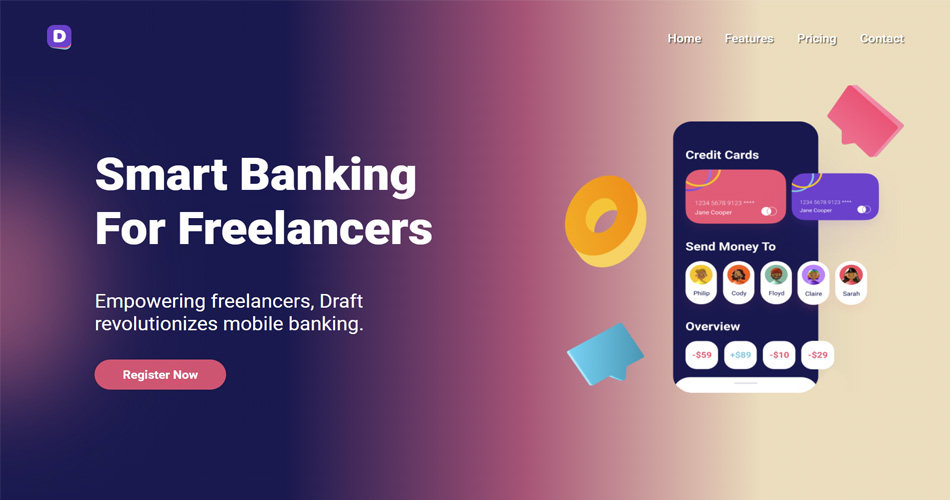 D
Home Features Pricing Contact
Smart Banking
For Freelancers
Empowering freelancers, Draft
revolutionizes mobile banking.
Register Now
Credit Cards
1234 5678 9123 ****
Jane Cooper
1234 5678 9123 ****
Jane Cooper
Send Money To
Philip Cody Floyd Claire Sarah
Overview
-$59 +$89 -$10 -$29